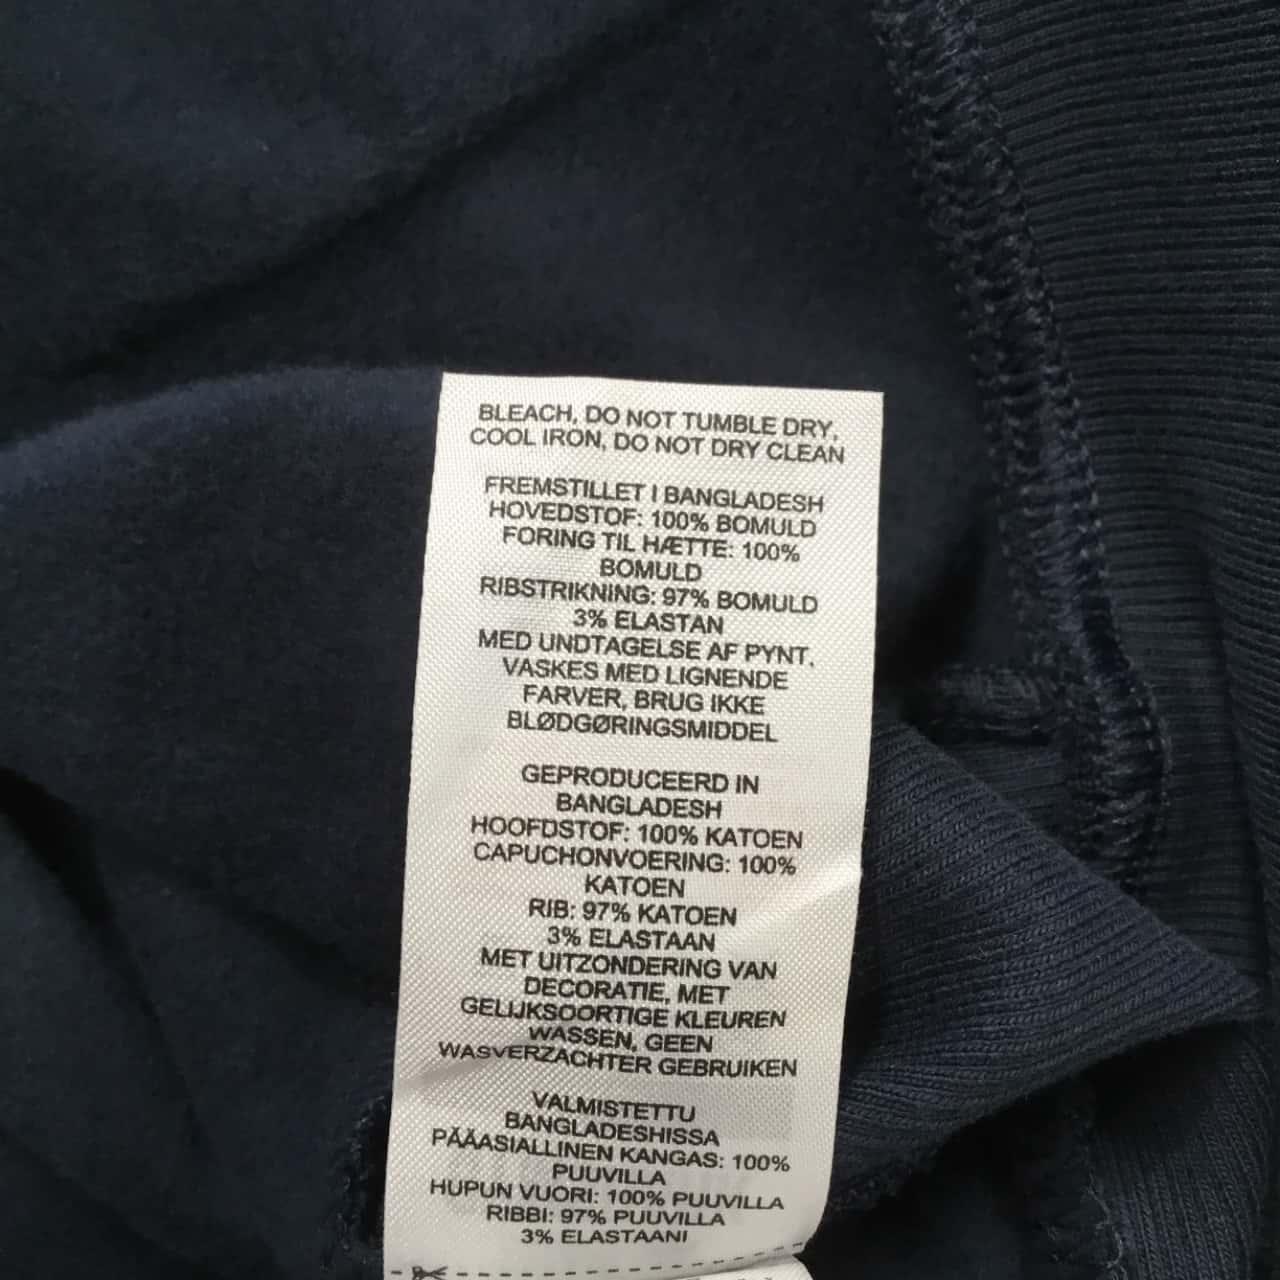 BLEACH, DO NOT TUMBLE DRY,
COOL IRON, DO NOT DRY CLEAN
FREMSTILLET I BANGLADESH
HOVEDSTOF: 100% BOMULD
FORING TIL HÆTTE: 100%
BOMULD
RIBSTRIKNING: 97% BOMULD
3% ELASTAN
MED UNDTAGELSE AF PYNT,
VASKES MED LIGNENDE
FARVER, BRUG IKKE
BLØDGØRINGSMIDDEL
GEPRODUCEERD IN
BANGLADESH
HOOFDSTOF: 100% KATOEN
CAPUCHONVOERING: 100%
KATOEN
RIB: 97% KATOEN
3% ELASTAAN
MET UITZONDERING VAN
DECORATIE, MET
GELIJKSOORTIGE KLEUREN
WASSEN, GEEN
WASVERZACHTER GEBRUIKEN
VALMISTETTU
BANGLADESHISSA
PÄÄASIALLINEN KANGAS: 100%
PUUVILLA
HUPUN VUORI: 100% PUUVILLA
RIBBI: 97% PUUVILLA
3% ELASTAANI